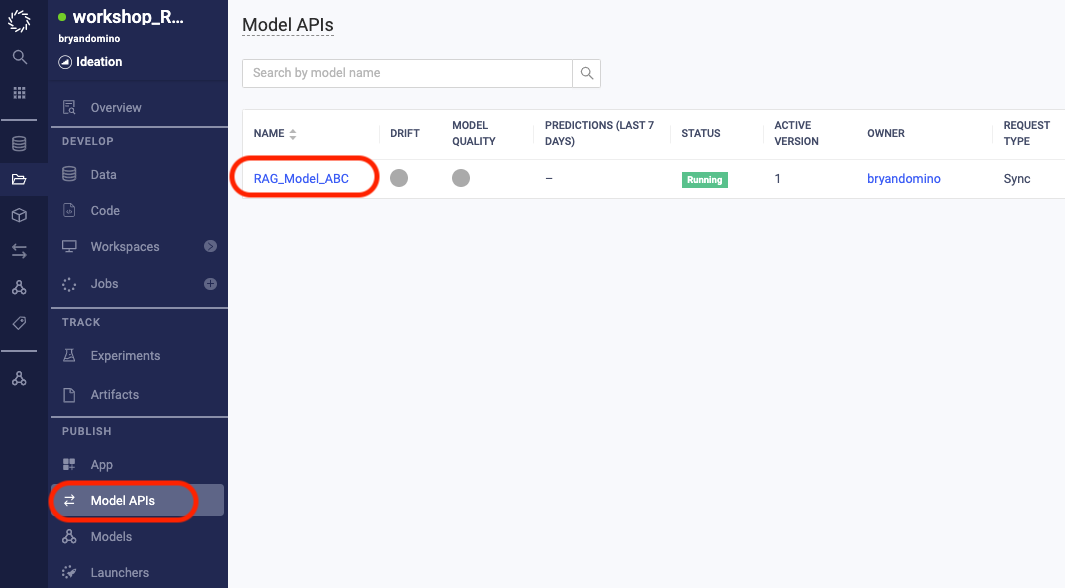 workshop_R...
bryandomino
Ideation
Overview
DEVELOP
Data
Code
Workspaces
Jobs
TRACK
Experiments
Artifacts
PUBLISH
App
Model APIs
Models
Launchers
Model APIs
Search by model name
NAME DRIFT MODEL QUALITY PREDICTIONS (LAST 7 DAYS) STATUS ACTIVE VERSION OWNER REQUEST TYPE
RAG_Model_ABC – Running 1 bryandomino Sync